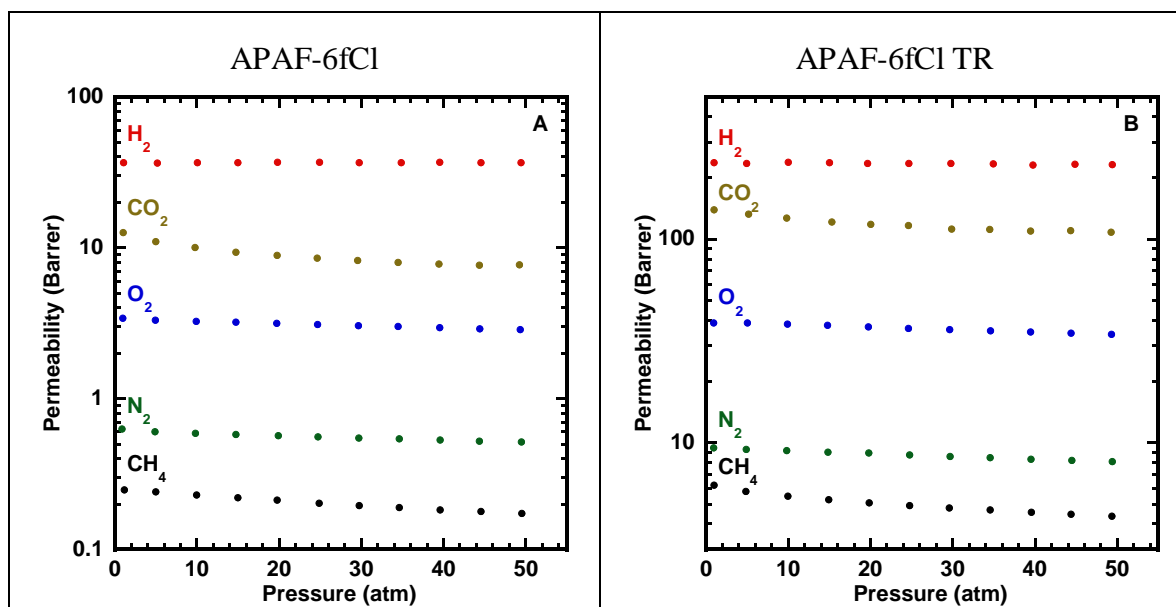 APAF-6fCl
A
Permeability (Barrer)
100
10
1
0.1
H2
CO2
O2
N2
CH4
0 10 20 30 40 50
Pressure (atm)
APAF-6fCl TR
B
Permeability (Barrer)
100
10
H2
CO2
O2
N2
CH4
0 10 20 30 40 50
Pressure (atm)